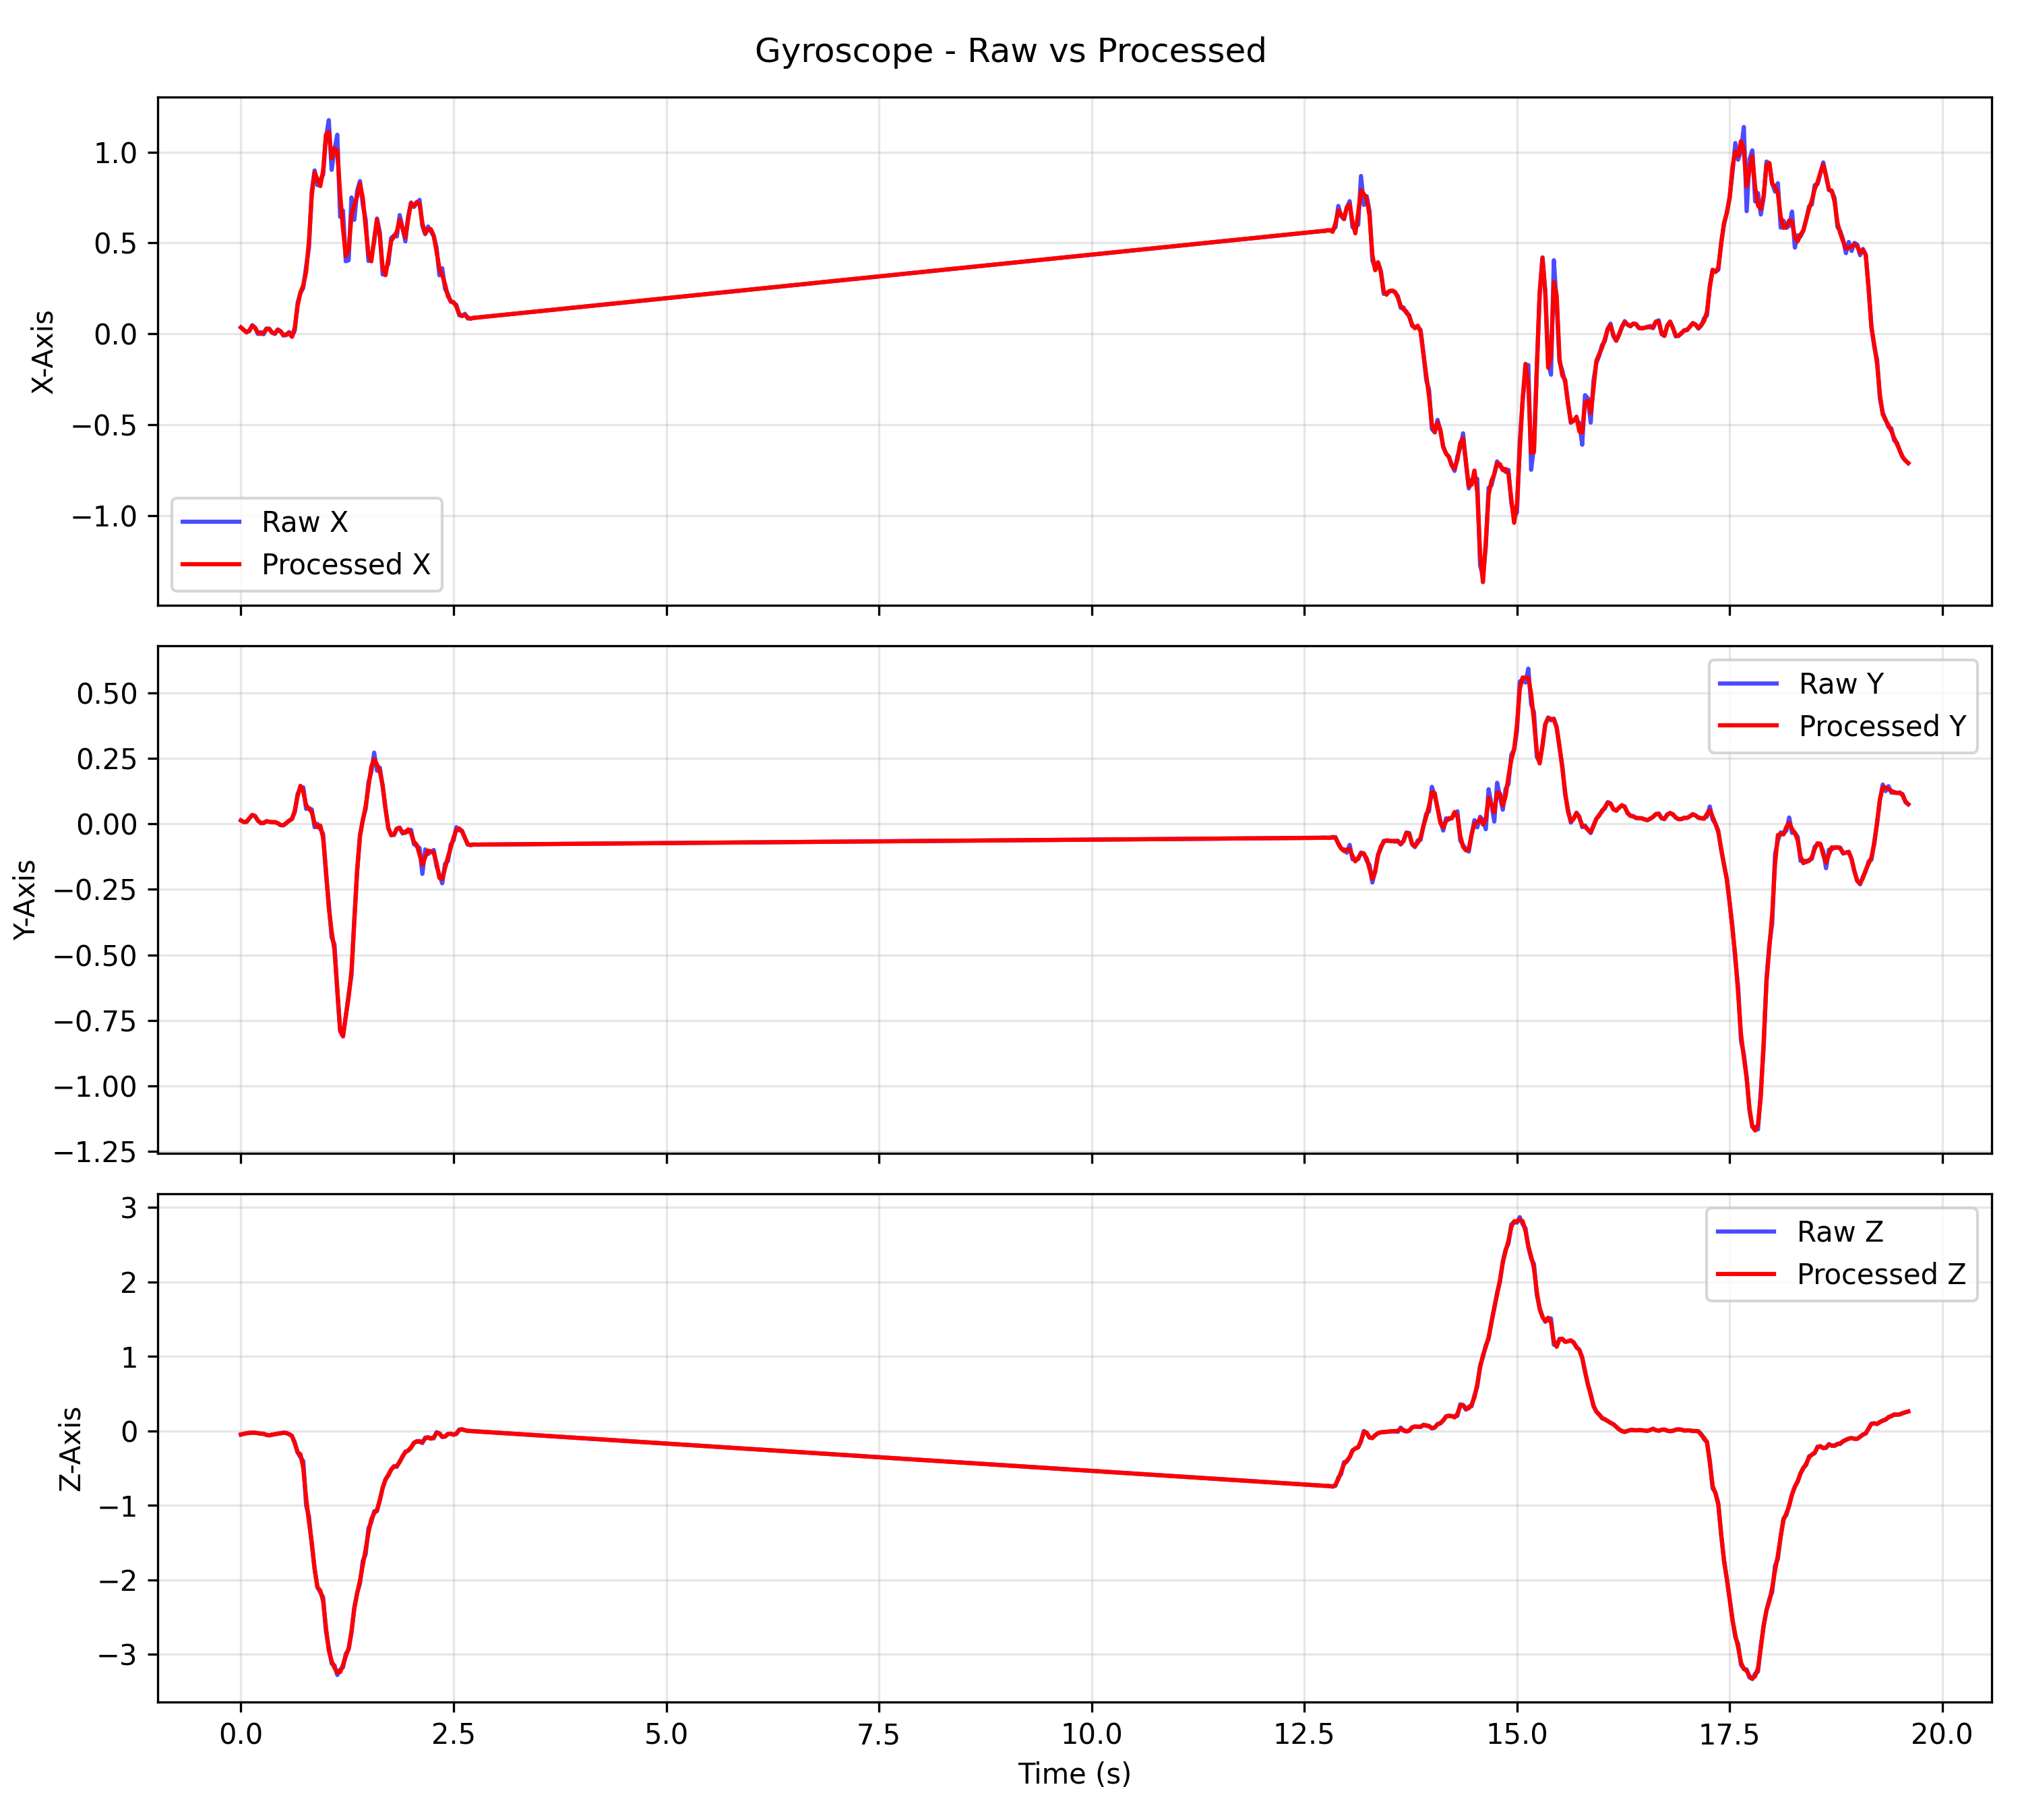 Gyroscope - Raw vs Processed
X-Axis
1.0
0.5
0.0
−0.5
−1.0
Raw X
Processed X
Y-Axis
0.50
0.25
0.00
−0.25
−0.50
−0.75
−1.00
−1.25
Raw Y
Processed Y
Z-Axis
3
2
1
0
−1
−2
−3
Raw Z
Processed Z
0.0 2.5 5.0 7.5 10.0 12.5 15.0 17.5 20.0
Time (s)